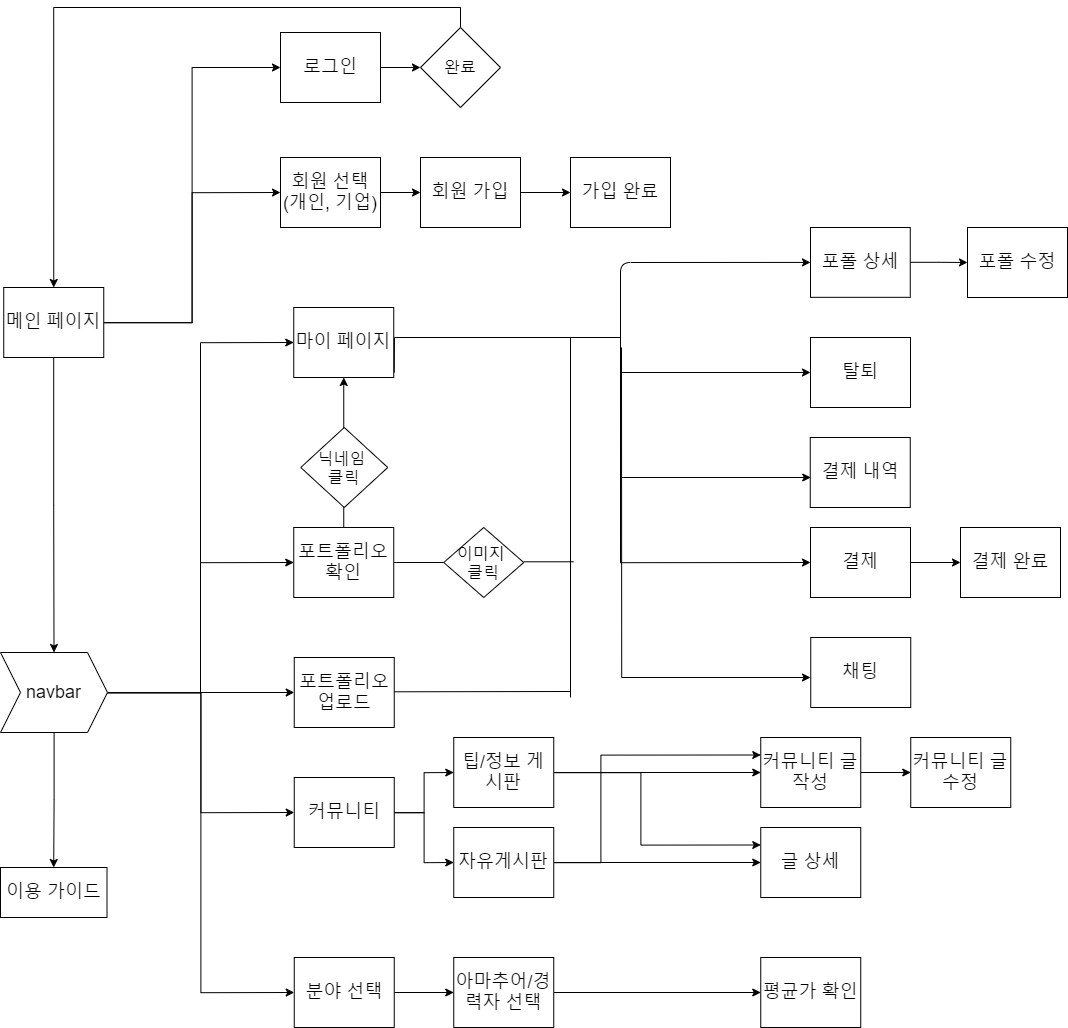 로그인
완료
회원 선택
(개인, 기업)
회원 가입
가입 완료
포폴 상세
포폴 수정
메인 페이지
마이 페이지
탈퇴
닉네임
클릭
결제 내역
포트폴리오
확인
이미지
클릭
결제
결제 완료
navbar
포트폴리오
업로드
채팅
커뮤니티
팁/정보 게
시판
커뮤니티 글
작성
커뮤니티 글
수정
자유게시판
글 상세
이용 가이드
분야 선택
아마추어/경
력자 선택
평균가 확인